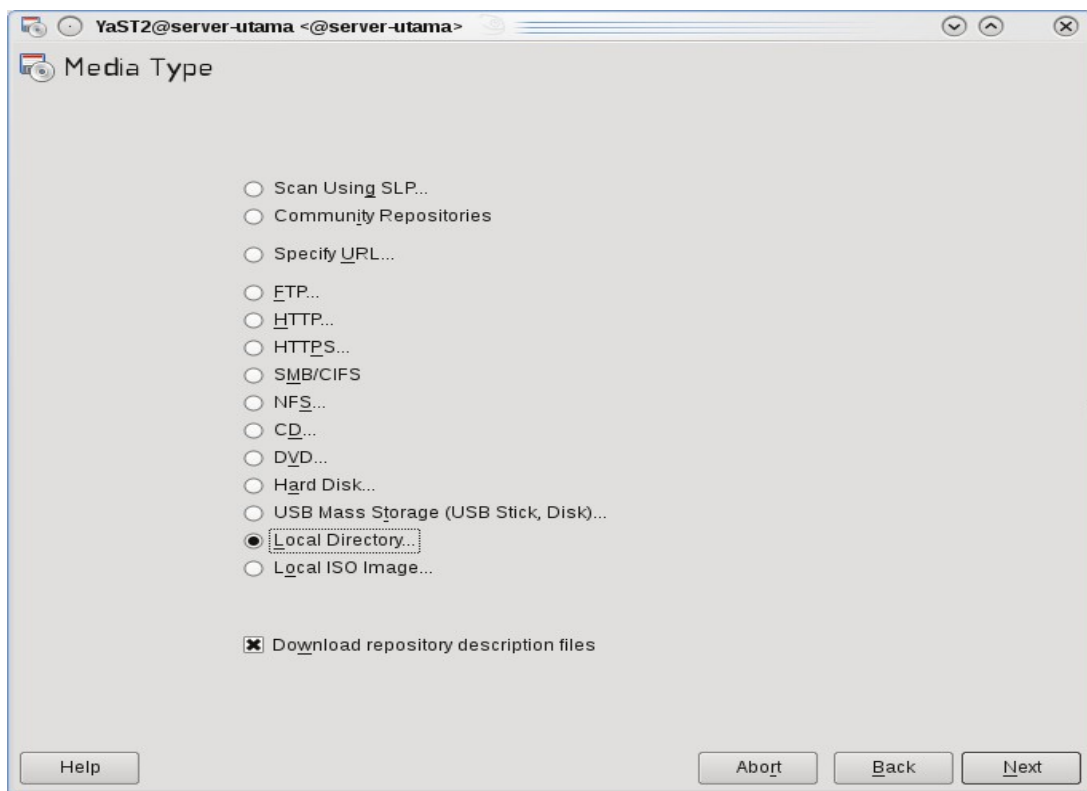 YaST2@server-utama <@server-utama>
Media Type
Scan Using SLP...
Community Repositories
Specify URL...
FTP...
HTTP...
HTTPS...
SMB/CIFS
NFS...
CD...
DVD...
Hard Disk...
USB Mass Storage (USB Stick, Disk)...
Local Directory...
Local ISO Image...
Download repository description files
Help Abort Back Next